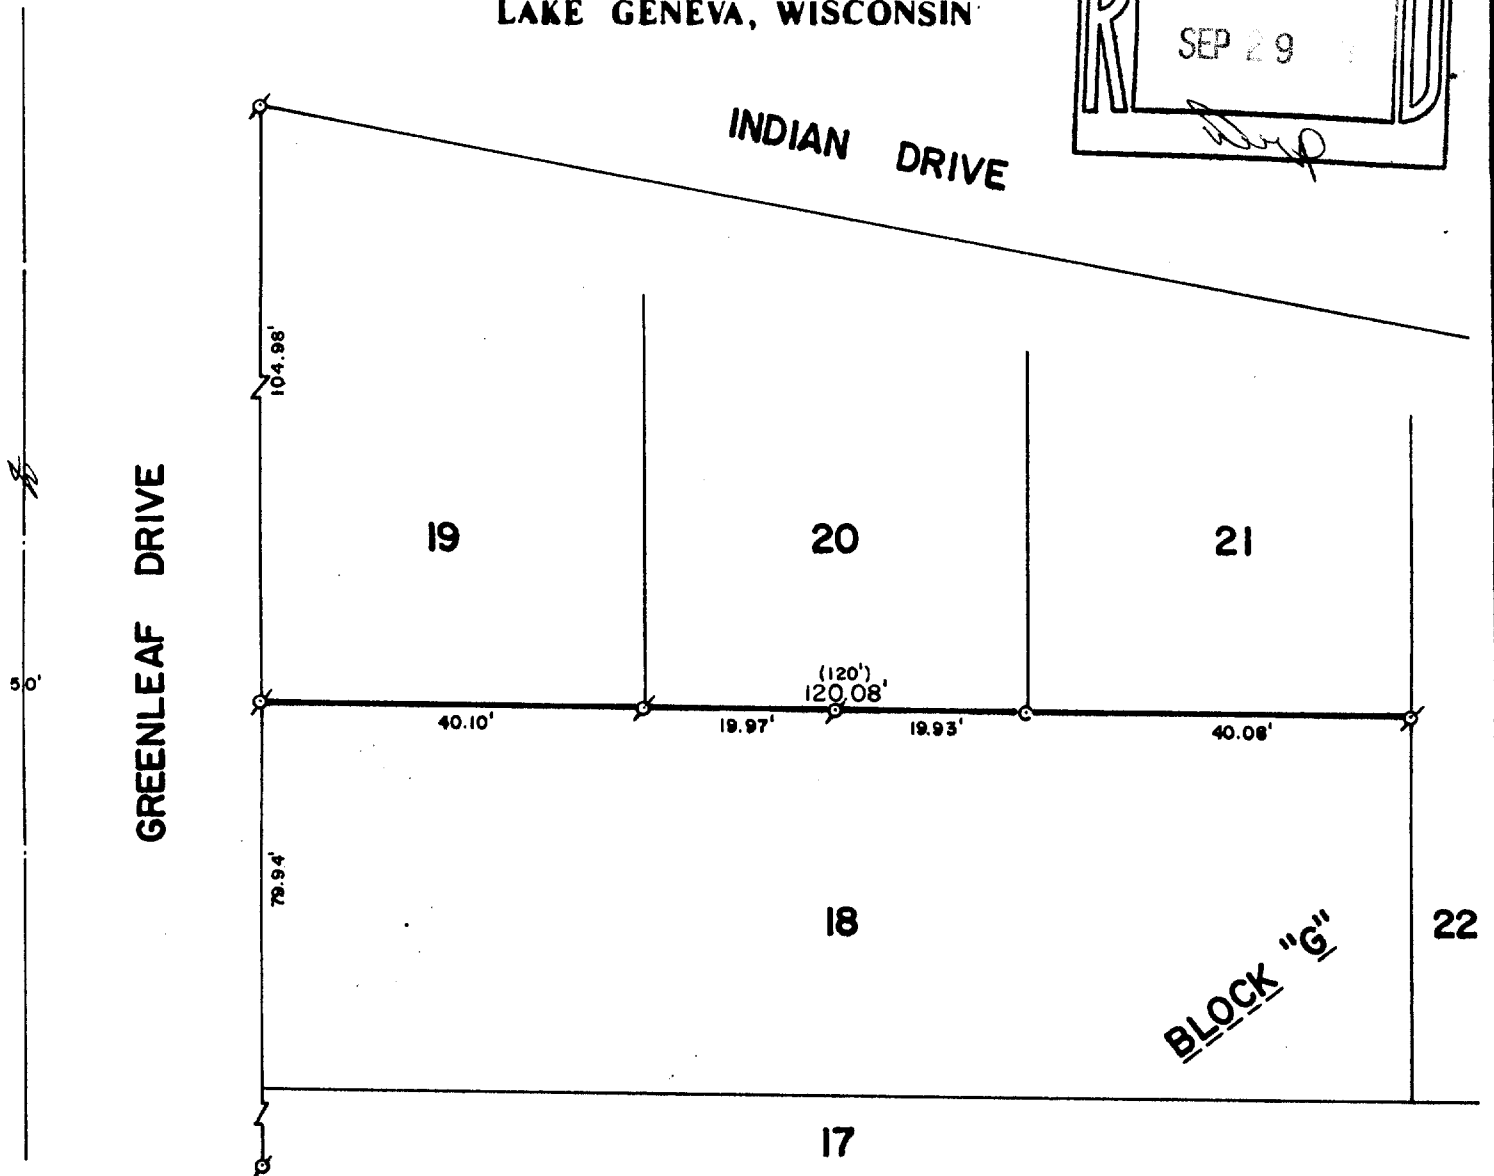 LAKE GENEVA, WISCONSIN
R D
SEP 29
INDIAN DRIVE
104.98'
GREENLEAF DRIVE
19
20
21
50'
(120')
120.08'
40.10'
19.97'
19.93'
40.08'
79.94'
18
BLOCK "G"
22
17